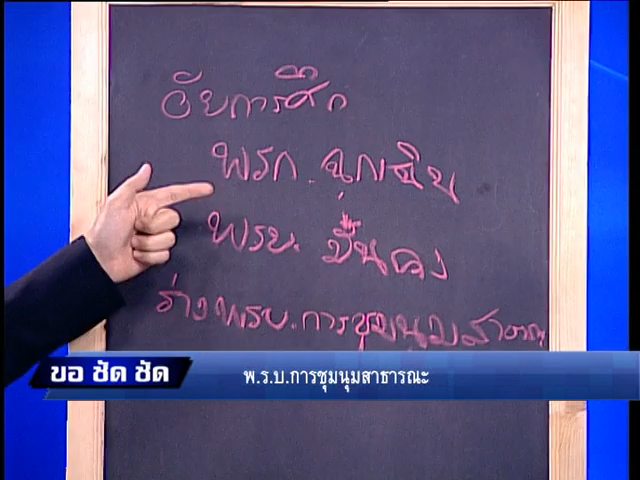 อัยการศึก
พรก. ฉุกเฉิน
พรบ. มั่นคง
ร่างพรบ.การชุมนุมสาธารณ
ขอ ชัด ชัด
พ.ร.บ.การชุมนุมสาธารณะ